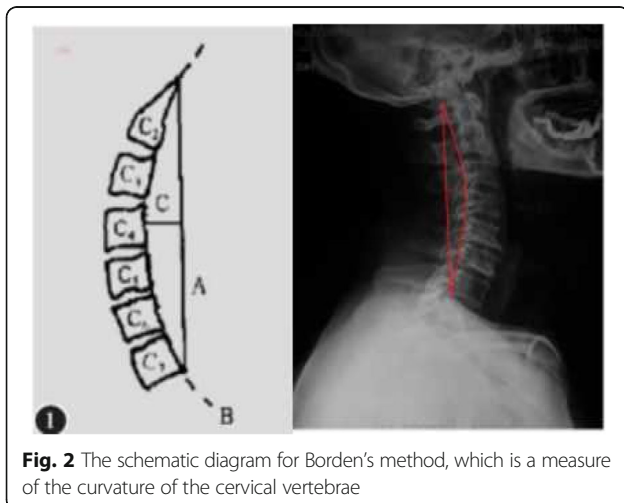 C2
C3
C
C4
A
C5
C7
B
1
Fig. 2 The schematic diagram for Borden's method, which is a measure
of the curvature of the cervical vertebrae